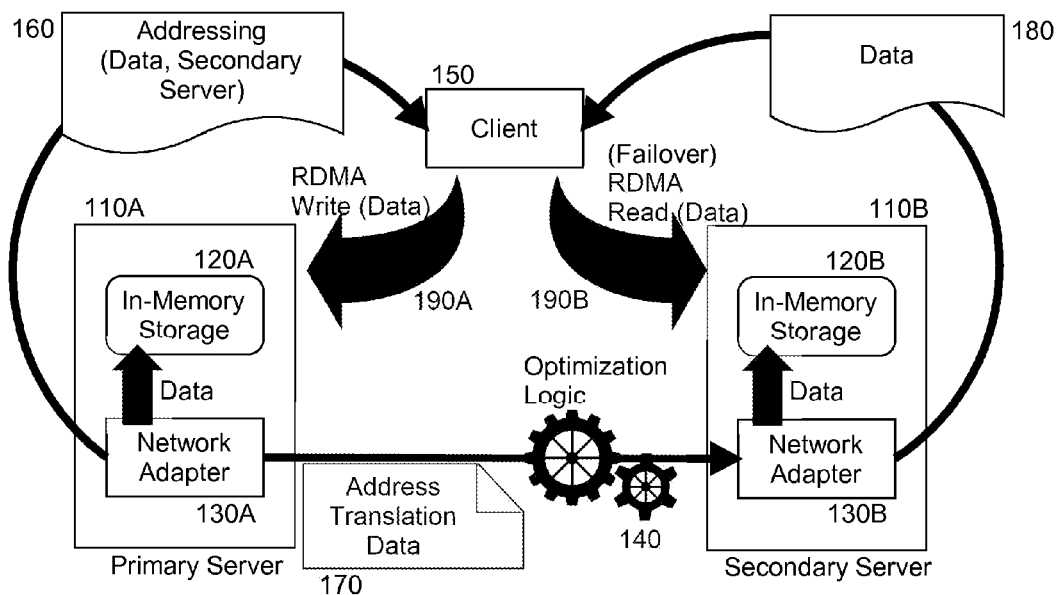 160
Addressing
(Data, Secondary
Server)
150
Client
Data
180
RDMA
Write (Data)
(Failover)
RDMA
Read (Data)
110A
120A
In-Memory
Storage
Data
Network
Adapter
130A
Primary Server
190A
190B
Optimization
Logic
140
Address
Translation
Data
170
110B
120B
In-Memory
Storage
Data
Network
Adapter
130B
Secondary Server